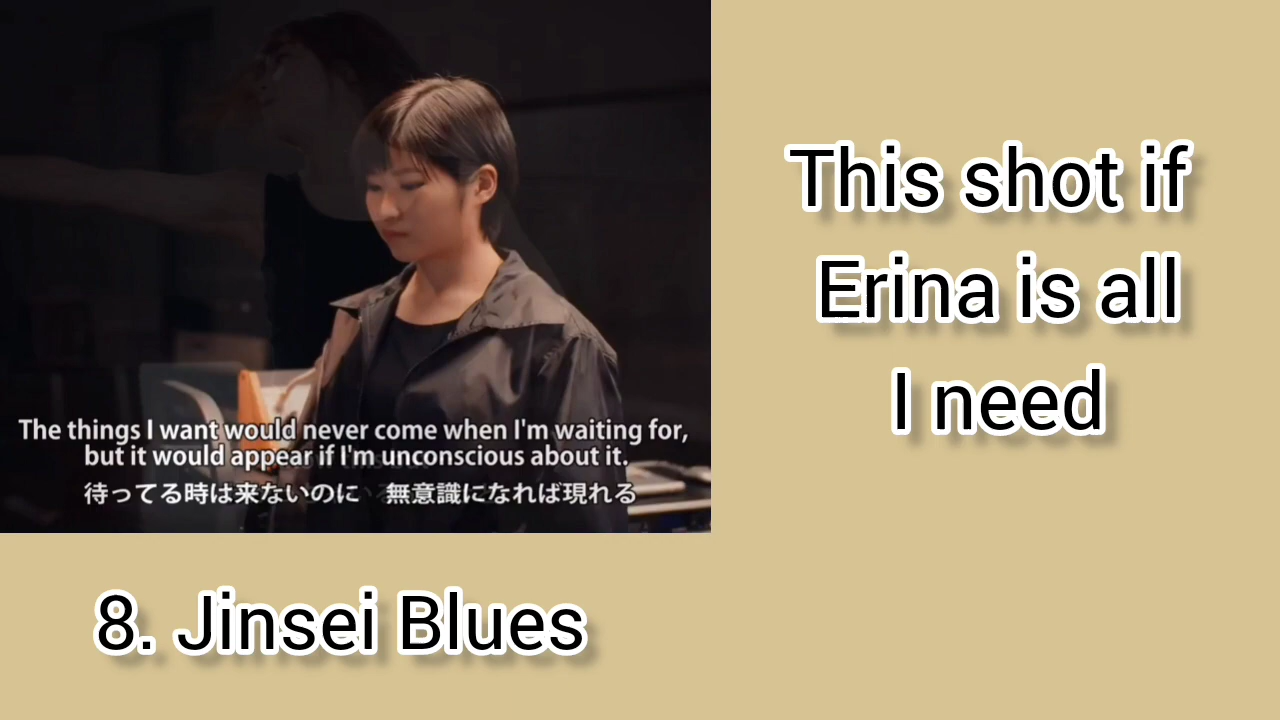 This shot if
Erina is all
I need
The things I want would never come when I'm waiting for,
but it would appear if I'm unconscious about it.
待ってる時は来ないのに 無意識になれば現れる
8. Jinsei Blues